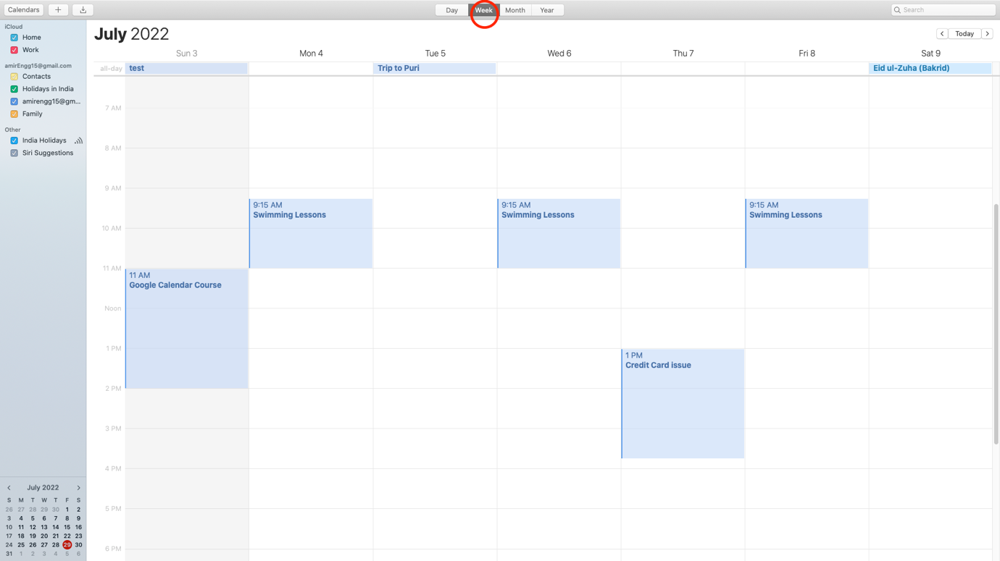 Calendars
Day Week Month Year
Search
iCloud
Home
Work
amirEngg15@gmail.com
Contacts
Holidays in India
amirengg15@gm...
Family
Other
India Holidays
Siri Suggestions
July 2022
Today
Sun 3 Mon 4 Tue 5 Wed 6 Thu 7 Fri 8 Sat 9
all-day test Trip to Puri Eid ul-Zuha (Bakrid)
7 AM
8 AM
9 AM
9:15 AM 9:15 AM 9:15 AM
Swimming Lessons Swimming Lessons Swimming Lessons
10 AM
11 AM
11 AM
Google Calendar Course
Noon
1 PM
1 PM
Credit Card issue
2 PM
3 PM
4 PM
5 PM
6 PM
July 2022
S M T W T F S
26 27 28 29 30 1 2
3 4 5 6 7 8 9
10 11 12 13 14 15 16
17 18 19 20 21 22 23
24 25 26 27 28 29 30
31 1 2 3 4 5 6